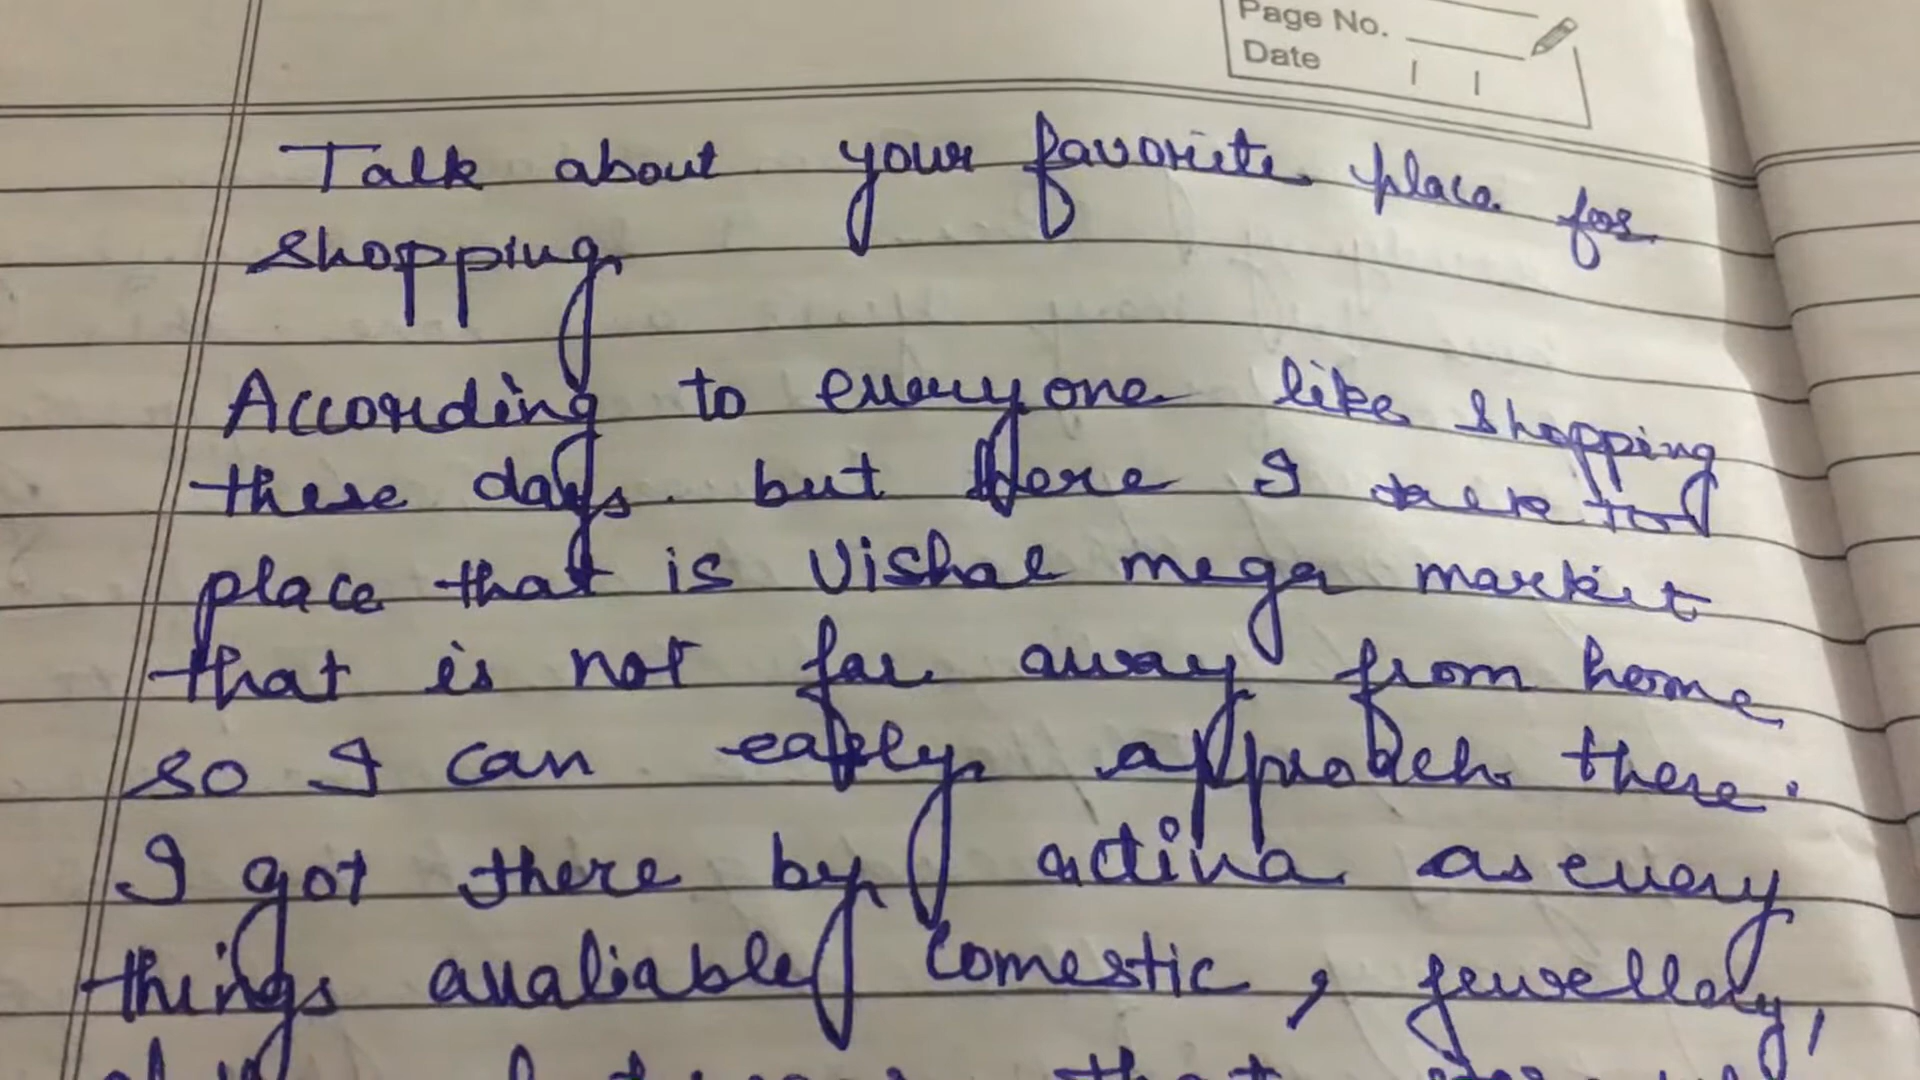 Page No.
Date
Talk about your favorite place for
shopping
According to everyone like shopping
these days. but Here I
place that is Vishal mega market
that is not far away from home
so I can easly approach there.
I got there by activa as every
things avaliable comestic, jewellery,